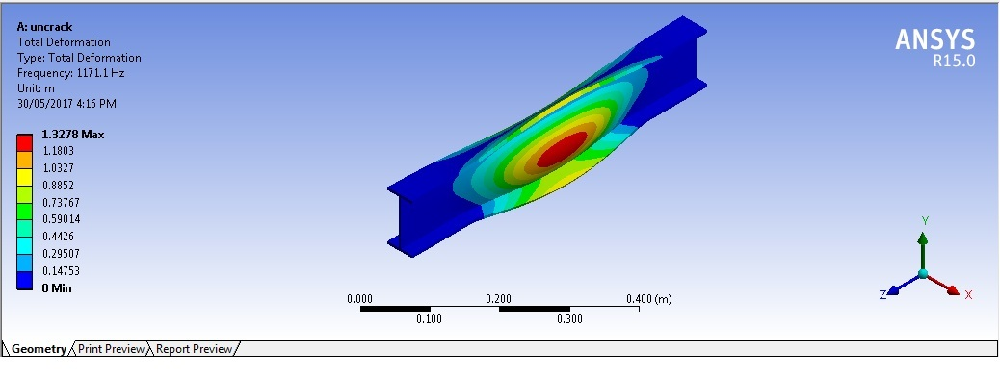 A: uncrack
Total Deformation
Type: Total Deformation
Frequency: 1171.1 Hz
Unit: m
30/05/2017 4:16 PM
ANSYS
R15.0
1.3278 Max
1.1803
1.0327
0.8852
0.73767
0.59014
0.4426
0.29507
0.14753
0 Min
0.000 0.200 0.400 (m)
0.100 0.300
Y
Z X
Geometry Print Preview Report Preview